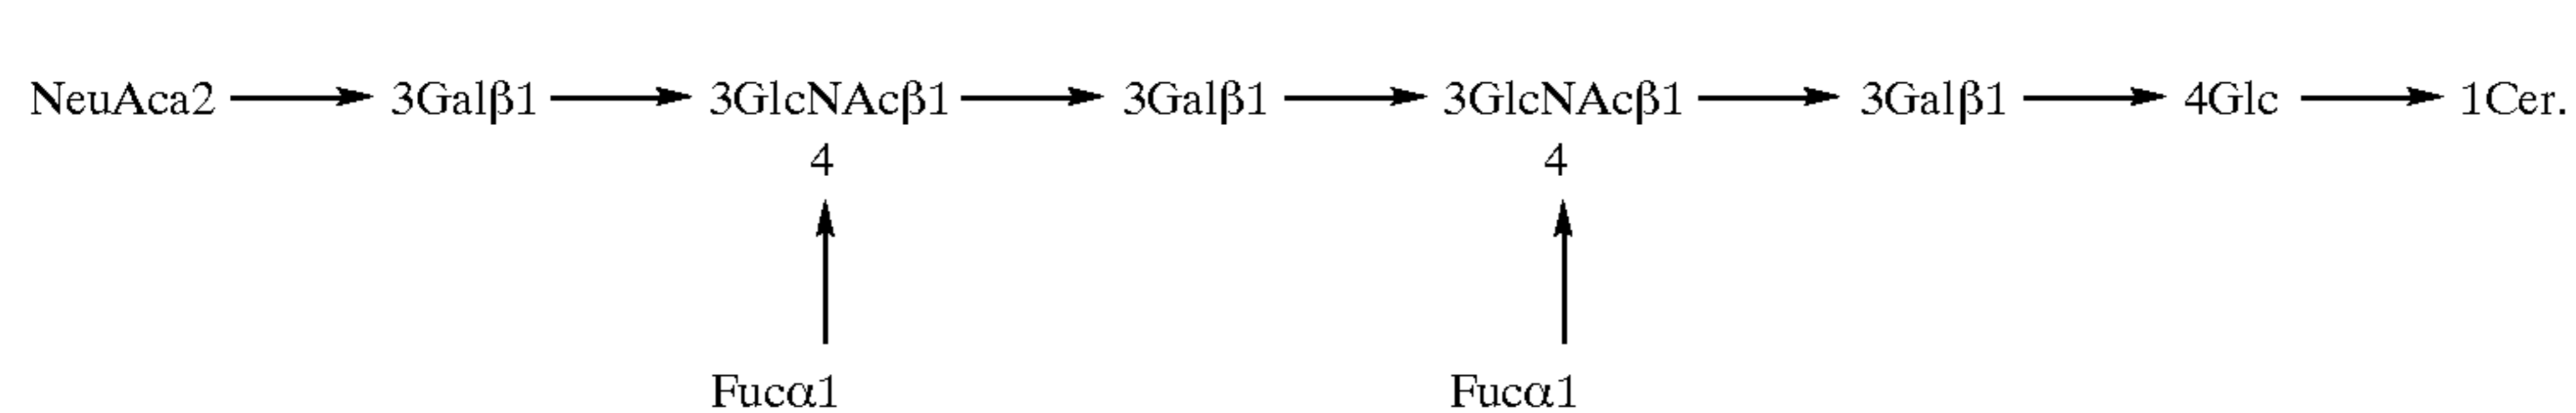 NeuAca2 → 3Galβ1 → 3GlcNAcβ1 → 3Galβ1 → 3GlcNAcβ1 → 3Galβ1 → 4Glc → 1Cer.
4 4
Fucα1 Fucα1